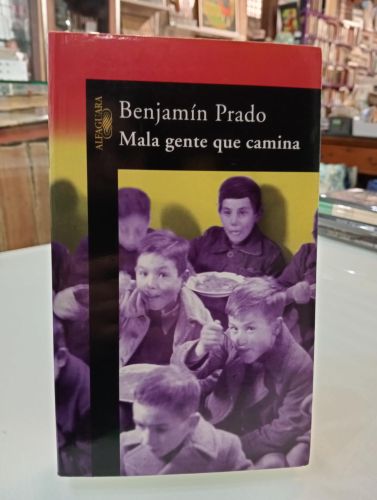 ALFAGUARA
Benjamín Prado
Mala gente que camina